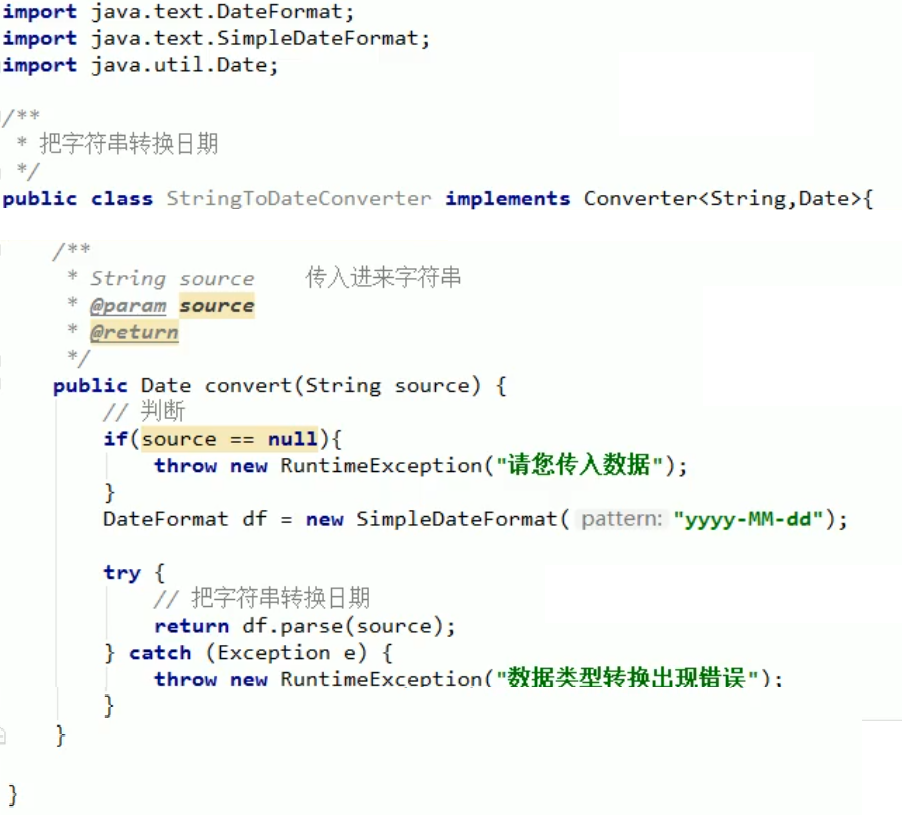 import java.text.DateFormat;
import java.text.SimpleDateFormat;
import java.util.Date;
/**
 * 把字符串转换日期
 */
public class StringToDateConverter implements Converter<String,Date>{
    /**
     * String source    传入进来字符串
     * @param source
     * @return
     */
    public Date convert(String source) {
        // 判断
        if(source == null){
            throw new RuntimeException("请您传入数据");
        }
        DateFormat df = new SimpleDateFormat( pattern: "yyyy-MM-dd");
        try {
            // 把字符串转换日期
            return df.parse(source);
        } catch (Exception e) {
            throw new RuntimeException("数据类型转换出现错误");
        }
    }
}